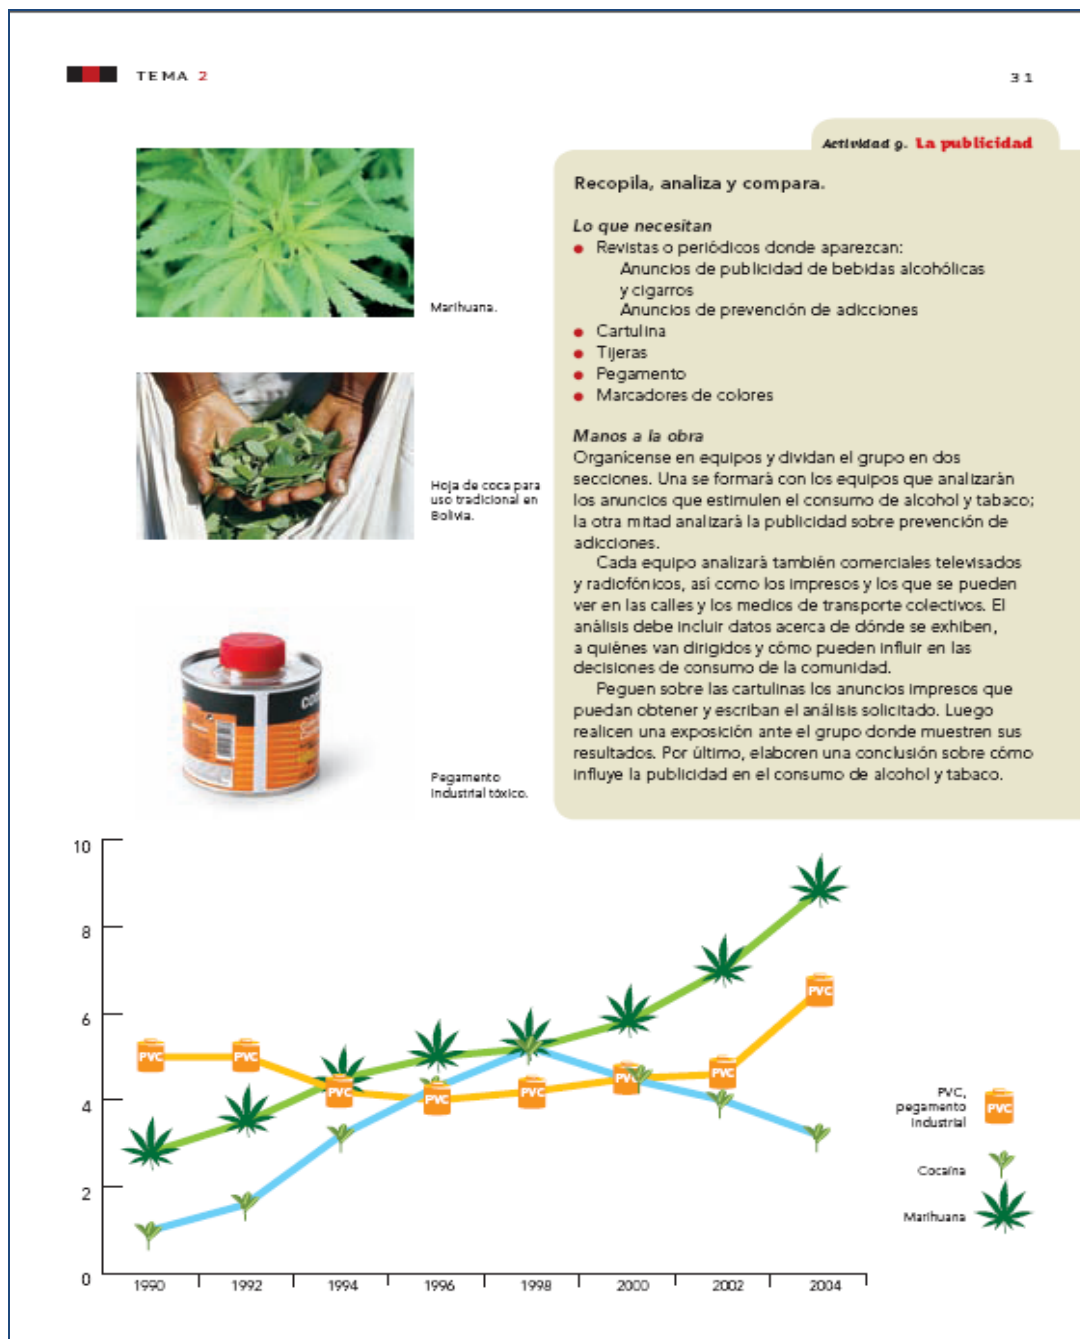 TEMA 2
31
Marihuana.
Hoja de coca para
uso tradicional en
Bolivia.
Pegamento
industrial tóxico.
Actividad 9. La publicidad
Recopila, analiza y compara.
Lo que necesitan
● Revistas o periódicos donde aparezcan:
Anuncios de publicidad de bebidas alcohólicas
y cigarros
Anuncios de prevención de adicciones
● Cartulina
● Tijeras
● Pegamento
● Marcadores de colores
Manos a la obra
Organícense en equipos y dividan el grupo en dos
secciones. Una se formará con los equipos que analizarán
los anuncios que estimulen el consumo de alcohol y tabaco;
la otra mitad analizará la publicidad sobre prevención de
adicciones.
Cada equipo analizará también comerciales televisados
y radiofónicos, así como los impresos y los que se pueden
ver en las calles y los medios de transporte colectivos. El
análisis debe incluir datos acerca de dónde se exhiben,
a quiénes van dirigidos y cómo pueden influir en las
decisiones de consumo de la comunidad.
Peguen sobre las cartulinas los anuncios impresos que
puedan obtener y escriban el análisis solicitado. Luego
realicen una exposición ante el grupo donde muestren sus
resultados. Por último, elaboren una conclusión sobre cómo
influye la publicidad en el consumo de alcohol y tabaco.
10
8
6
4
2
0
PVC
PVC
PVC
PVC
PVC
PVC
PVC
PVC
1990 1992 1994 1996 1998 2000 2002 2004
PVC,
pegamento
industrial
PVC
Cocaína
Marihuana